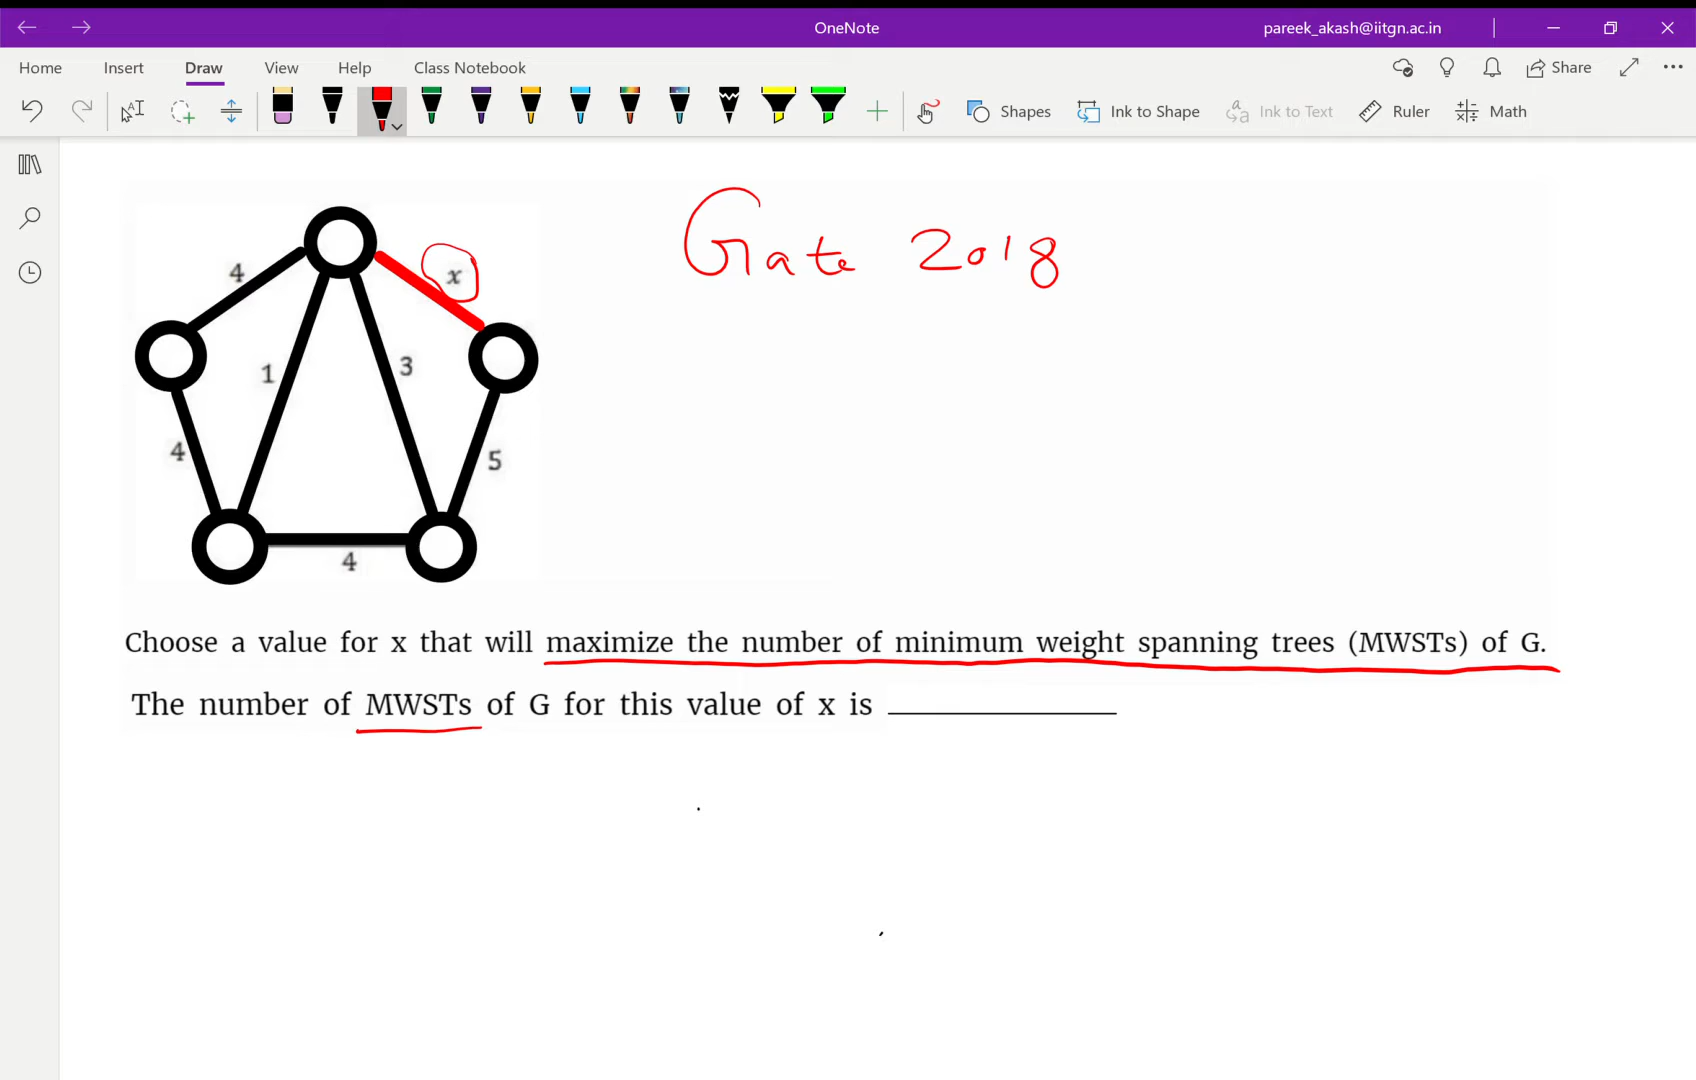 OneNote
pareek_akash@iitgn.ac.in
Home Insert Draw View Help Class Notebook
Share
Shapes Ink to Shape Ink to Text Ruler Math
Gate 2018
4
x
1
3
4
5
4
Choose a value for x that will maximize the number of minimum weight spanning trees (MWSTs) of G.
The number of MWSTs of G for this value of x is